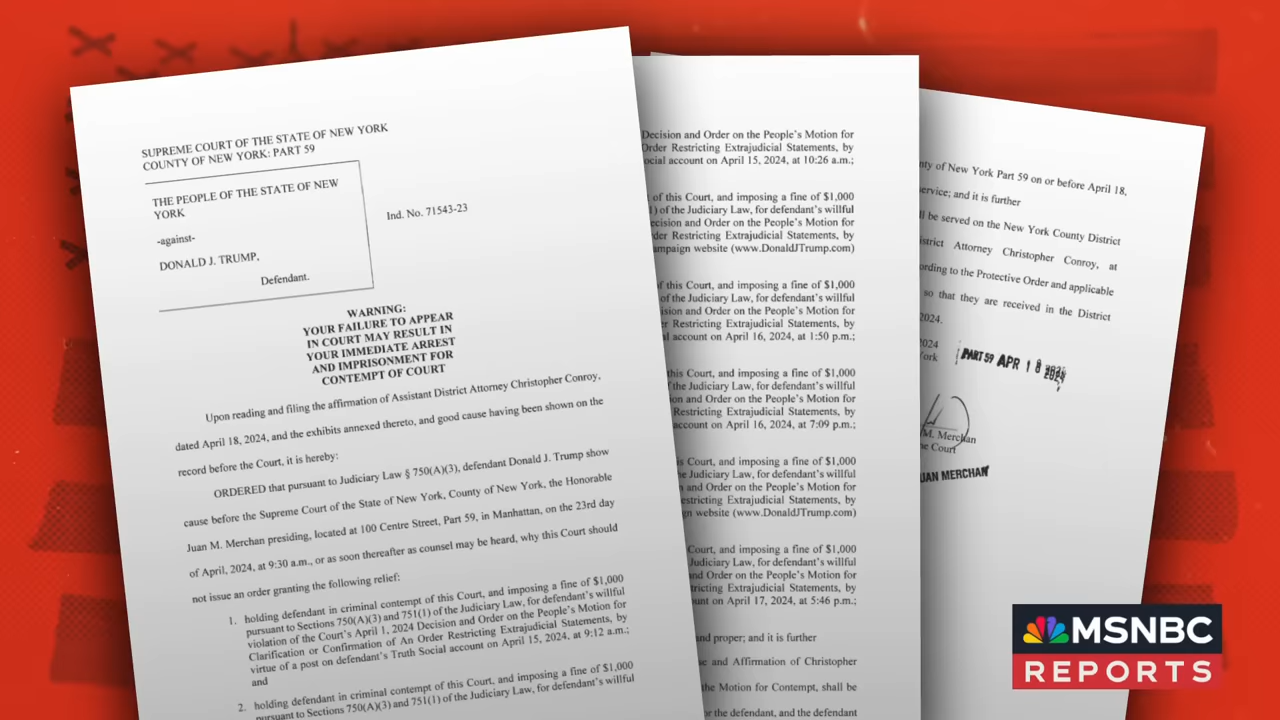 SUPREME COURT OF THE STATE OF NEW YORK
COUNTY OF NEW YORK: PART 59
THE PEOPLE OF THE STATE OF NEW
YORK
-against-
DONALD J. TRUMP,
Defendant.
Ind. No. 71543-23
WARNING:
YOUR FAILURE TO APPEAR
IN COURT MAY RESULT IN
YOUR IMMEDIATE ARREST
AND IMPRISONMENT FOR
CONTEMPT OF COURT
Upon reading and filing the affirmation of Assistant District Attorney Christopher Conroy,
dated April 18, 2024, and the exhibits annexed thereto, and good cause having been shown on the
record before the Court, it is hereby:
ORDERED that pursuant to Judiciary Law § 750(A)(3), defendant Donald J. Trump show
cause before the Supreme Court of the State of New York, County of New York, the Honorable
Juan M. Merchan presiding, located at 100 Centre Street, Part 59, in Manhattan, on the 23rd day
of April, 2024, at 9:30 a.m., or as soon thereafter as counsel may be heard, why this Court should
not issue an order granting the following relief:
1. holding defendant in criminal contempt of this Court, and imposing a fine of $1,000
pursuant to Sections 750(A)(3) and 751(1) of the Judiciary Law, for defendant's willful
violation of the Court's April 1, 2024 Decision and Order on the People's Motion for
Clarification or Confirmation of An Order Restricting Extrajudicial Statements, by
virtue of a post on defendant's Truth Social account on April 15, 2024, at 9:12 a.m.;
and
2. holding defendant in criminal contempt of this Court, and imposing a fine of $1,000
pursuant to Sections 750(A)(3) and 751(1) of the Judiciary Law, for defendant's willful
Decision and Order on the People's Motion for
Order Restricting Extrajudicial Statements, by
ocial account on April 15, 2024, at 10:26 a.m.;
of this Court, and imposing a fine of $1,000
) of the Judiciary Law, for defendant's willful
ecision and Order on the People's Motion for
der Restricting Extrajudicial Statements, by
ampaign website (www.DonaldJTrump.com)
f this Court, and imposing a fine of $1,000
of the Judiciary Law, for defendant's willful
ision and Order on the People's Motion for
r Restricting Extrajudicial Statements, by
l account on April 16, 2024, at 1:50 p.m.;
his Court, and imposing a fine of $1,000
the Judiciary Law, for defendant's willful
on and Order on the People's Motion for
Restricting Extrajudicial Statements, by
account on April 16, 2024, at 7:09 p.m.;
is Court, and imposing a fine of $1,000
e Judiciary Law, for defendant's willful
and Order on the People's Motion for
estricting Extrajudicial Statements, by
gn website (www.DonaldJTrump.com)
Court, and imposing a fine of $1,000
Judiciary Law, for defendant's willful
nd Order on the People's Motion for
tricting Extrajudicial Statements, by
unt on April 17, 2024, at 5:46 p.m.;
and proper; and it is further
e and Affirmation of Christopher
the Motion for Contempt, shall be
or the defendant, and the defendant
nty of New York Part 59 on or before April 18,
ervice; and it is further
ll be served on the New York County District
istrict Attorney Christopher Conroy, at
ording to the Protective Order and applicable
so that they are received in the District
2024.
2024
ork
PART 59 APR 18 2024
M. Merchan
he Court
UAN MERCHAN
MSNBC
REPORTS